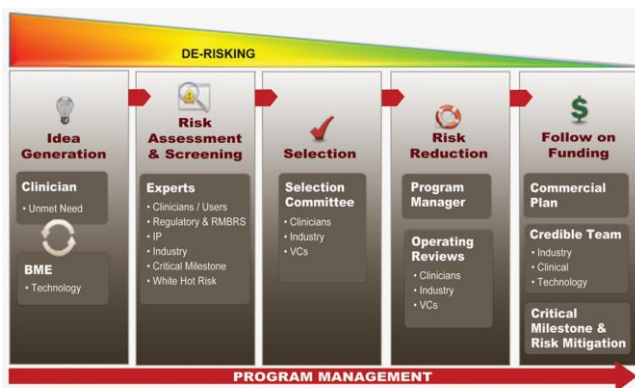 DE-RISKING
Idea
Generation
Clinician
• Unmet Need
BME
• Technology
Risk
Assessment
& Screening
Experts
• Clinicians / Users
• Regulatory & RMBRS
• IP
• Industry
• Critical Milestone
• White Hot Risk
Selection
Selection
Committee
• Clinicians
• Industry
• VCs
Risk
Reduction
Program
Manager
Operating
Reviews
• Clinicians
• Industry
• VCs
$
Follow on
Funding
Commercial
Plan
Credible Team
• Industry
• Clinical
• Technology
Critical
Milestone &
Risk Mitigation
PROGRAM MANAGEMENT